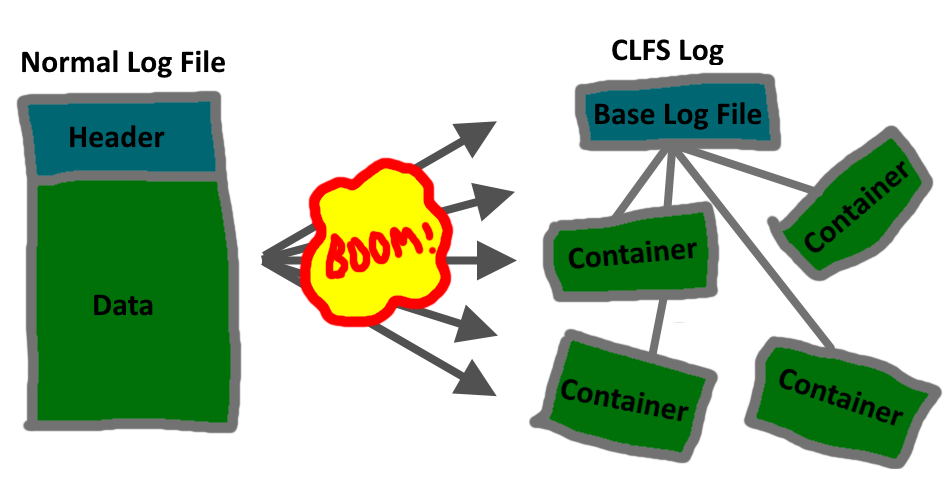 Normal Log File
Header
Data
BOOM!
CLFS Log
Base Log File
Container
Container
Container
Container